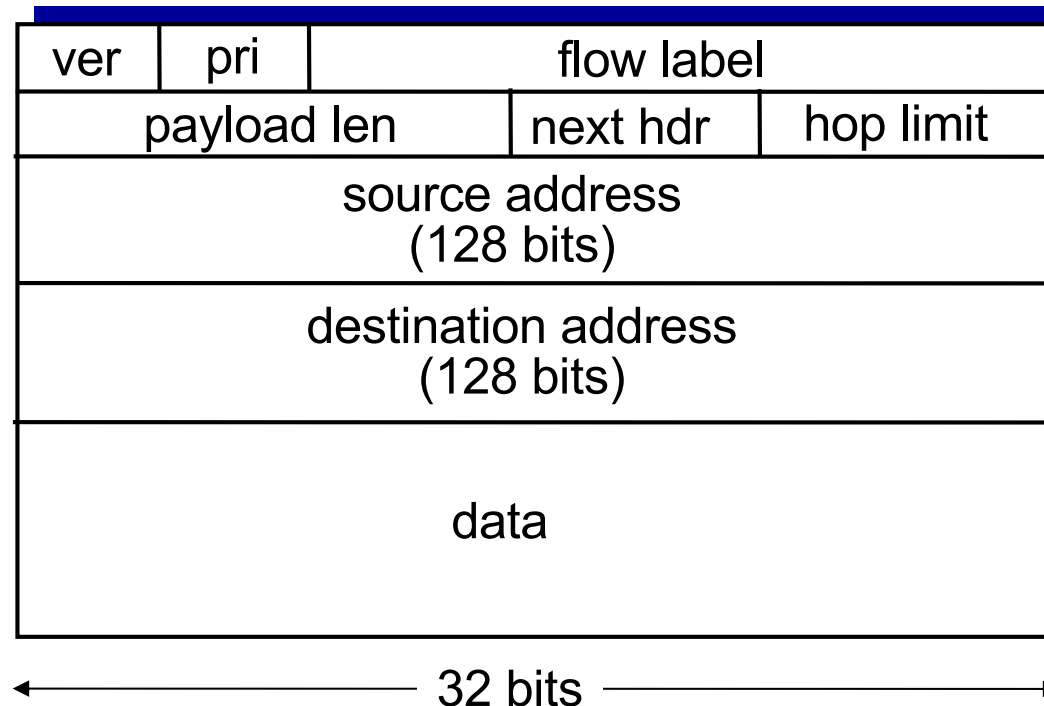 ver pri flow label
payload len next hdr hop limit
source address
(128 bits)
destination address
(128 bits)
data
32 bits